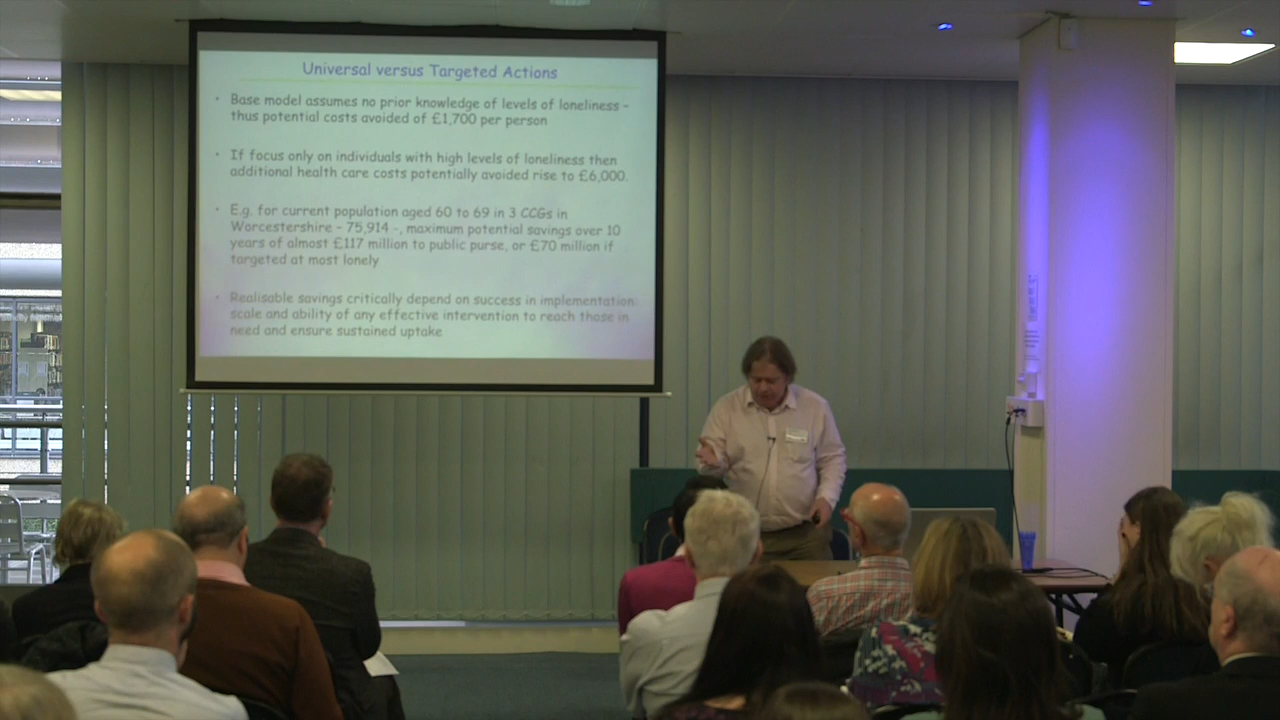 Universal versus Targeted Actions
• Base model assumes no prior knowledge of levels of loneliness –
thus potential costs avoided of £1,700 per person
• If focus only on individuals with high levels of loneliness then
additional health care costs potentially avoided rise to £6,000.
• E.g. for current population aged 60 to 69 in 3 CCGs in
Worcestershire – 75,914 -, maximum potential savings over 10
years of almost £117 million to public purse, or £70 million if
targeted at most lonely
• Realisable savings critically depend on success in implementation:
scale and ability of any effective intervention to reach those in
need and ensure sustained uptake